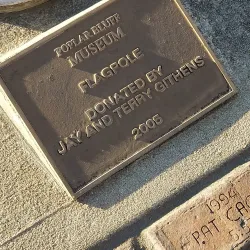 POPLAR BLUFF
MUSEUM
FLAGPOLE
DONATED BY
JAY AND TERRY GITHENS
2005
1994
PAT